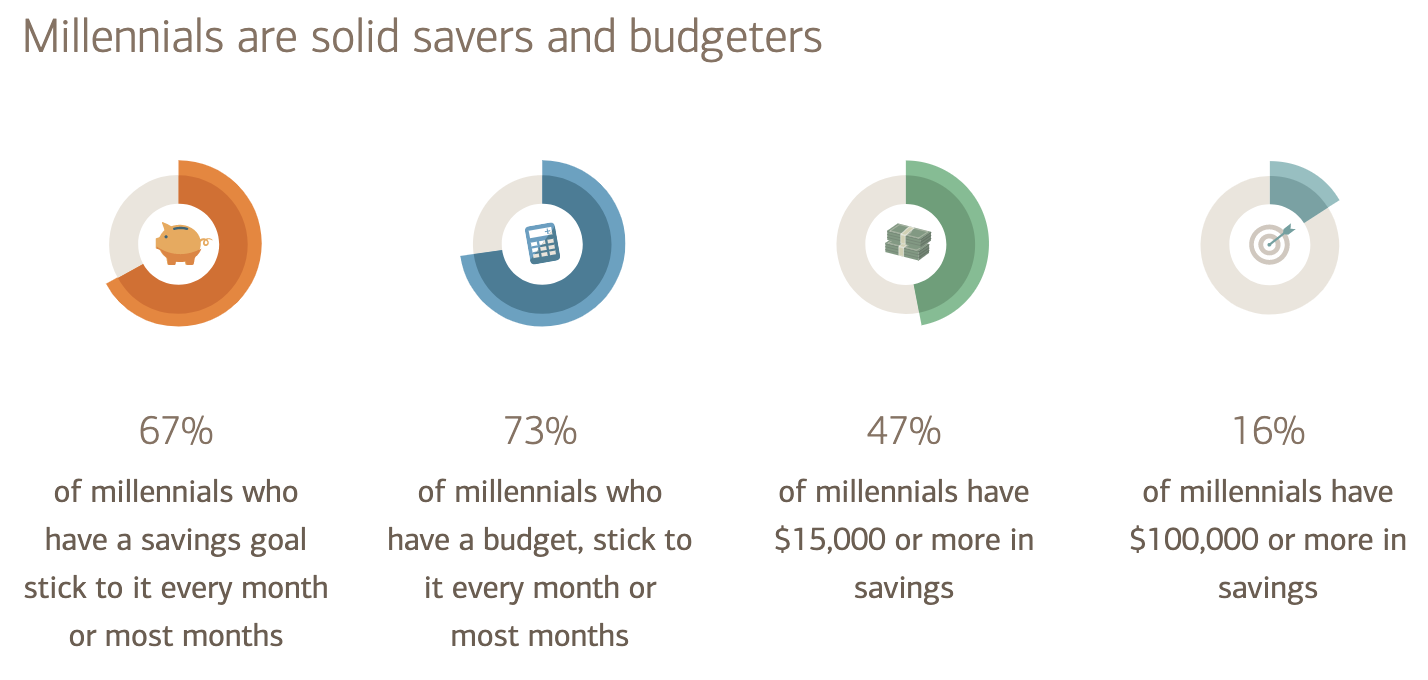 Millennials are solid savers and budgeters
67%
of millennials who
have a savings goal
stick to it every month
or most months
73%
of millennials who
have a budget, stick to
it every month or
most months
47%
of millennials have
$15,000 or more in
savings
16%
of millennials have
$100,000 or more in
savings